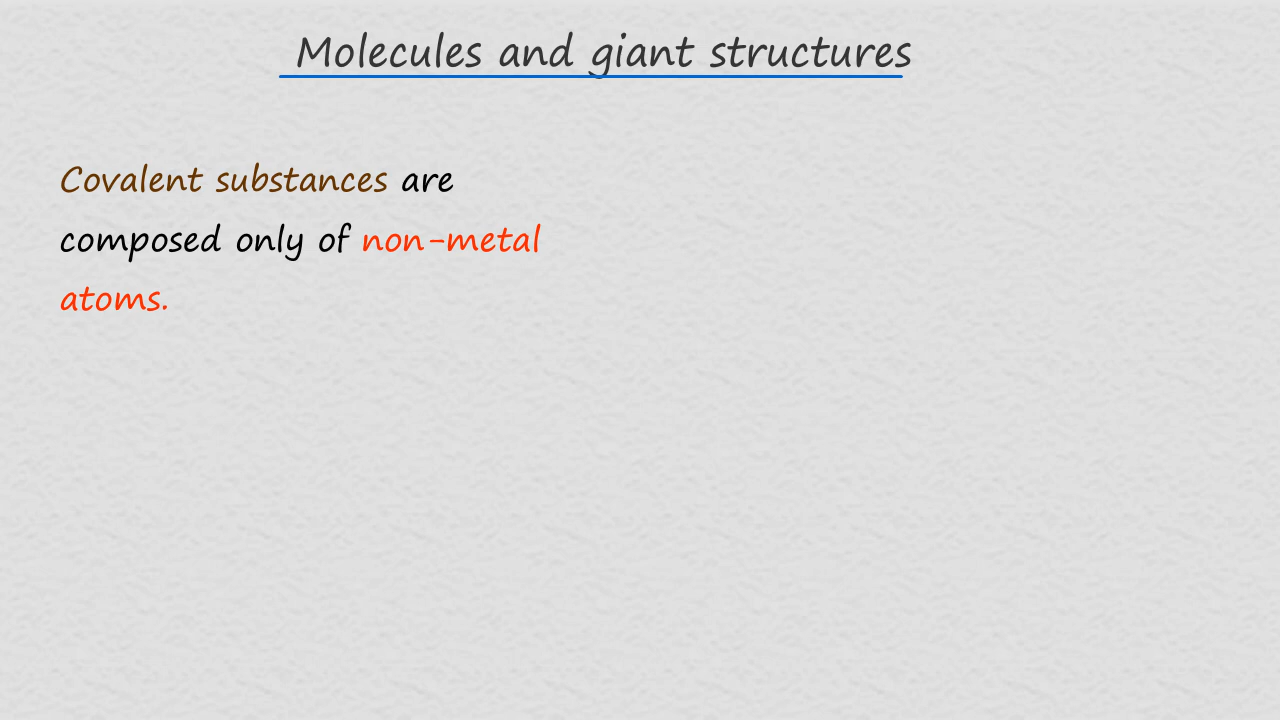 Molecules and giant structures
Covalent substances are
composed only of non-metal
atoms.